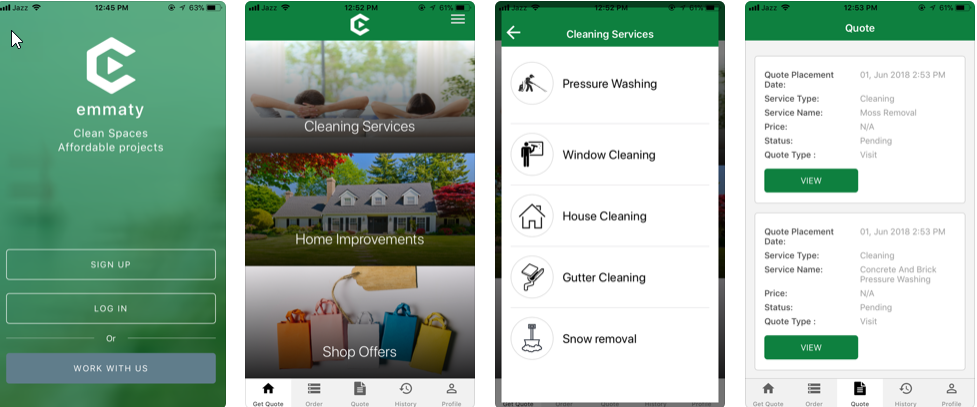 Jazz 12:45 PM 63%
emmaty
Clean Spaces
Affordable projects
SIGN UP
LOG IN
Or
WORK WITH US
Jazz 12:52 PM 61%
Cleaning Services
Home Improvements
Shop Offers
Get Quote Order Quote History Profile
Jazz 12:52 PM 61%
Cleaning Services
Pressure Washing
Window Cleaning
House Cleaning
Gutter Cleaning
Snow removal
Get Quote Order Quote History Profile
Jazz 12:53 PM 61%
Quote
Quote Placement 01, Jun 2018 2:53 PM
Date:
Service Type: Cleaning
Service Name: Moss Removal
Price: N/A
Status: Pending
Quote Type : Visit
VIEW
Quote Placement 01, Jun 2018 2:53 PM
Date:
Service Type: Cleaning
Service Name: Concrete And Brick
Pressure Washing
Price: N/A
Status: Pending
Quote Type : Visit
VIEW
Get Quote Order Quote History Profile